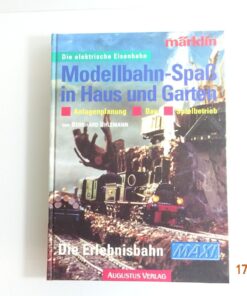 märklin
Die elektrische Eisenbahn
Modellbahn-Spaß
in Haus und Garten
Anlagenplanung Bau Spielbetrieb
Die Erlebnisbahn MAXI
AUGUSTUS VERLAG
17